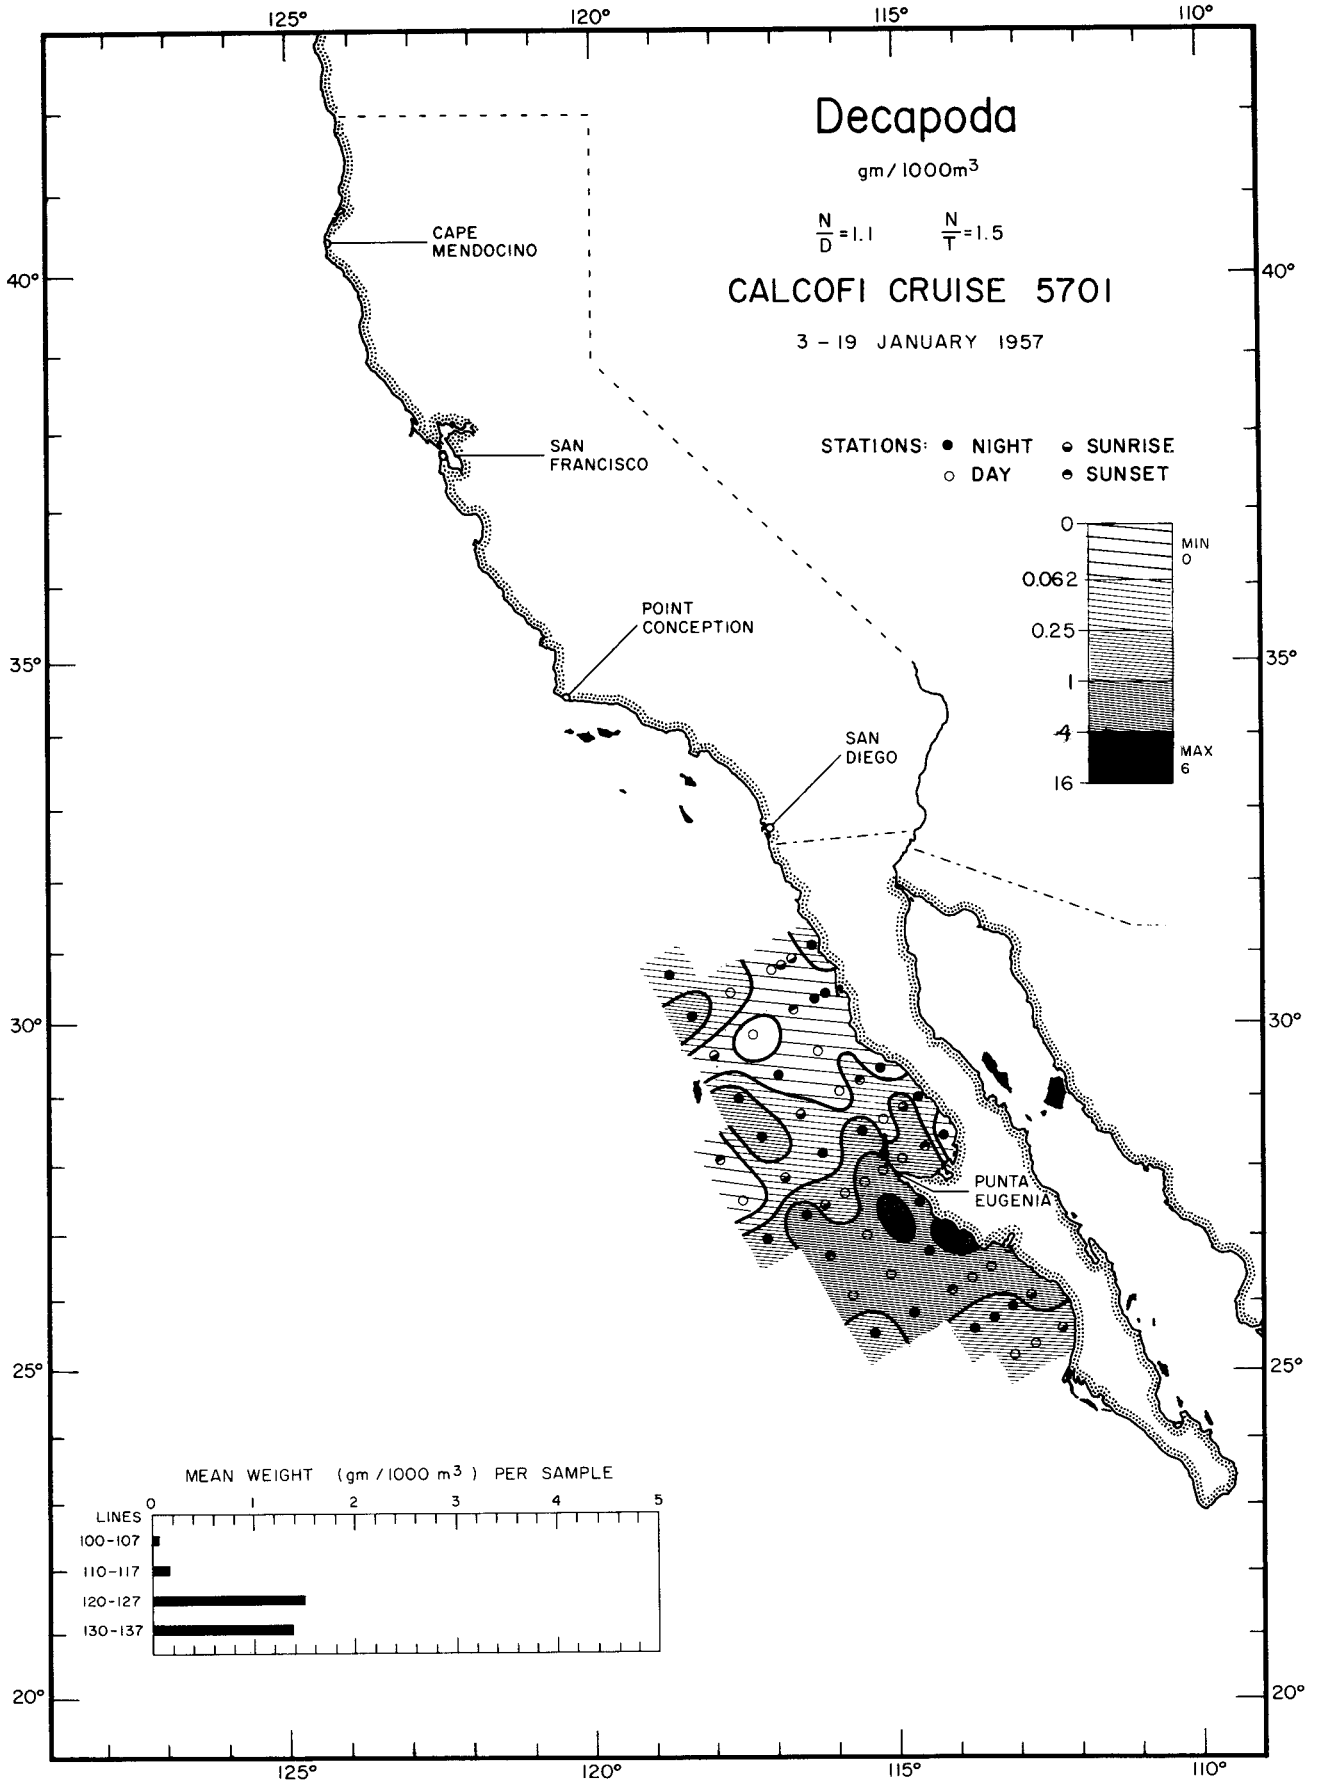 125° 120° 115° 110°
Decapoda
gm/1000m³
N/D =1.1 N/T =1.5
CALCOFI CRUISE 5701
3 – 19 JANUARY 1957
CAPE
MENDOCINO
40° 40°
STATIONS: ● NIGHT ◒ SUNRISE
○ DAY ◓ SUNSET
SAN
FRANCISCO
0
MIN
0
0.062
0.25
1
4
MAX
6
16
POINT
CONCEPTION
35° 35°
SAN
DIEGO
30° 30°
PUNTA
EUGENIA
25° 25°
MEAN WEIGHT (gm/1000 m³) PER SAMPLE
0 1 2 3 4 5
LINES
100–107
110–117
120–127
130–137
20° 20°
125° 120° 115° 110°